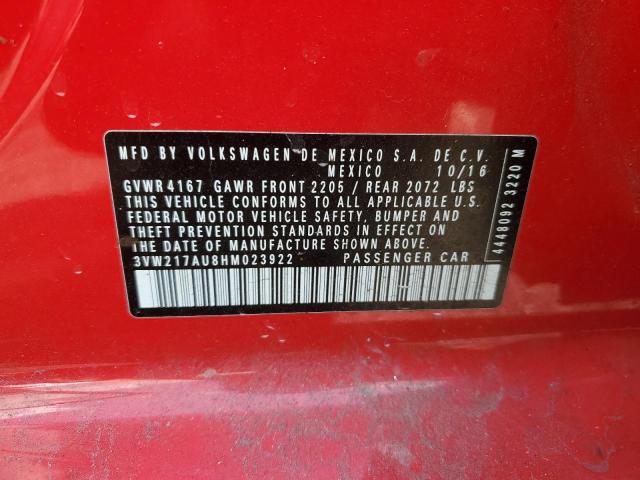 MFD BY VOLKSWAGEN DE MEXICO S.A. DE C.V.
MEXICO 10/16
GVWR 4167 GAWR FRONT 2205 / REAR 2072 LBS
THIS VEHICLE CONFORMS TO ALL APPLICABLE U.S.
FEDERAL MOTOR VEHICLE SAFETY, BUMPER AND
THEFT PREVENTION STANDARDS IN EFFECT ON
THE DATE OF MANUFACTURE SHOWN ABOVE.
3VW217AU8HM023922 PASSENGER CAR
4448092 3220 M